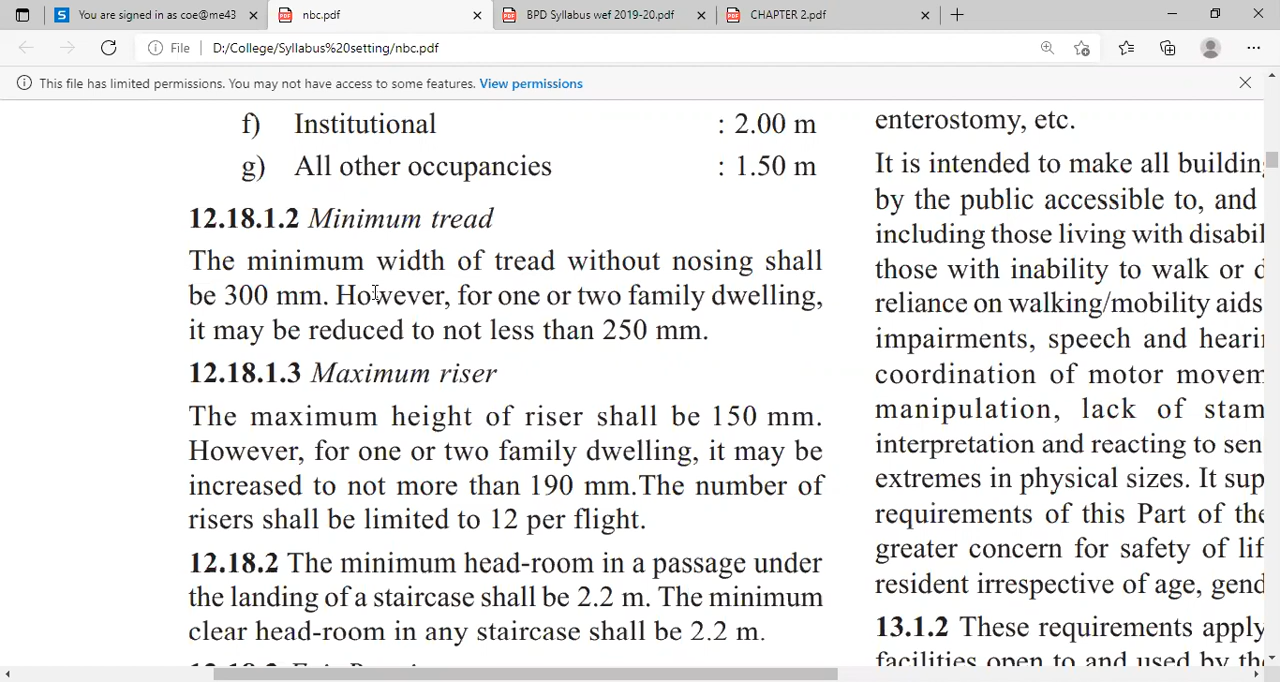 You are signed in as coe@me43
nbc.pdf
BPD Syllabus wef 2019-20.pdf
CHAPTER 2.pdf
File
D:/College/Syllabus%20setting/nbc.pdf
This file has limited permissions. You may not have access to some features. View permissions
f) Institutional : 2.00 m
g) All other occupancies : 1.50 m
12.18.1.2 Minimum tread
The minimum width of tread without nosing shall
be 300 mm. However, for one or two family dwelling,
it may be reduced to not less than 250 mm.
12.18.1.3 Maximum riser
The maximum height of riser shall be 150 mm.
However, for one or two family dwelling, it may be
increased to not more than 190 mm.The number of
risers shall be limited to 12 per flight.
12.18.2 The minimum head-room in a passage under
the landing of a staircase shall be 2.2 m. The minimum
clear head-room in any staircase shall be 2.2 m.
enterostomy, etc.
It is intended to make all building
by the public accessible to, and
including those living with disabil
those with inability to walk or d
reliance on walking/mobility aids
impairments, speech and heari
coordination of motor movem
manipulation, lack of stam
interpretation and reacting to sen
extremes in physical sizes. It sup
requirements of this Part of the
greater concern for safety of lif
resident irrespective of age, gend
13.1.2 These requirements apply
facilities open to and used by the